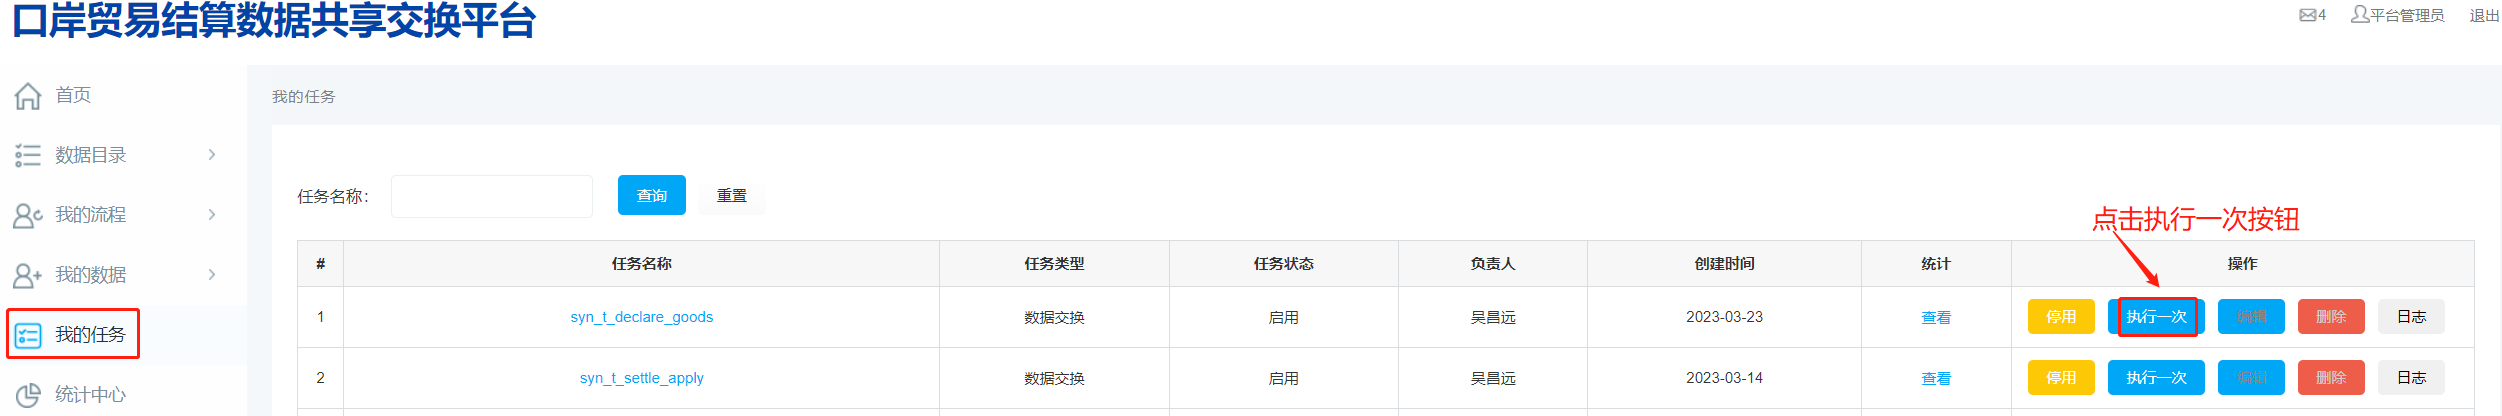 口岸贸易结算数据共享交换平台
4 平台管理员 退出
首页
数据目录
我的流程
我的数据
我的任务
统计中心
我的任务
任务名称： 查询 重置
点击执行一次按钮
# 任务名称 任务类型 任务状态 负责人 创建时间 统计 操作
1 syn_t_declare_goods 数据交换 启用 吴昌远 2023-03-23 查看 停用 执行一次 编辑 删除 日志
2 syn_t_settle_apply 数据交换 启用 吴昌远 2023-03-14 查看 停用 执行一次 编辑 删除 日志